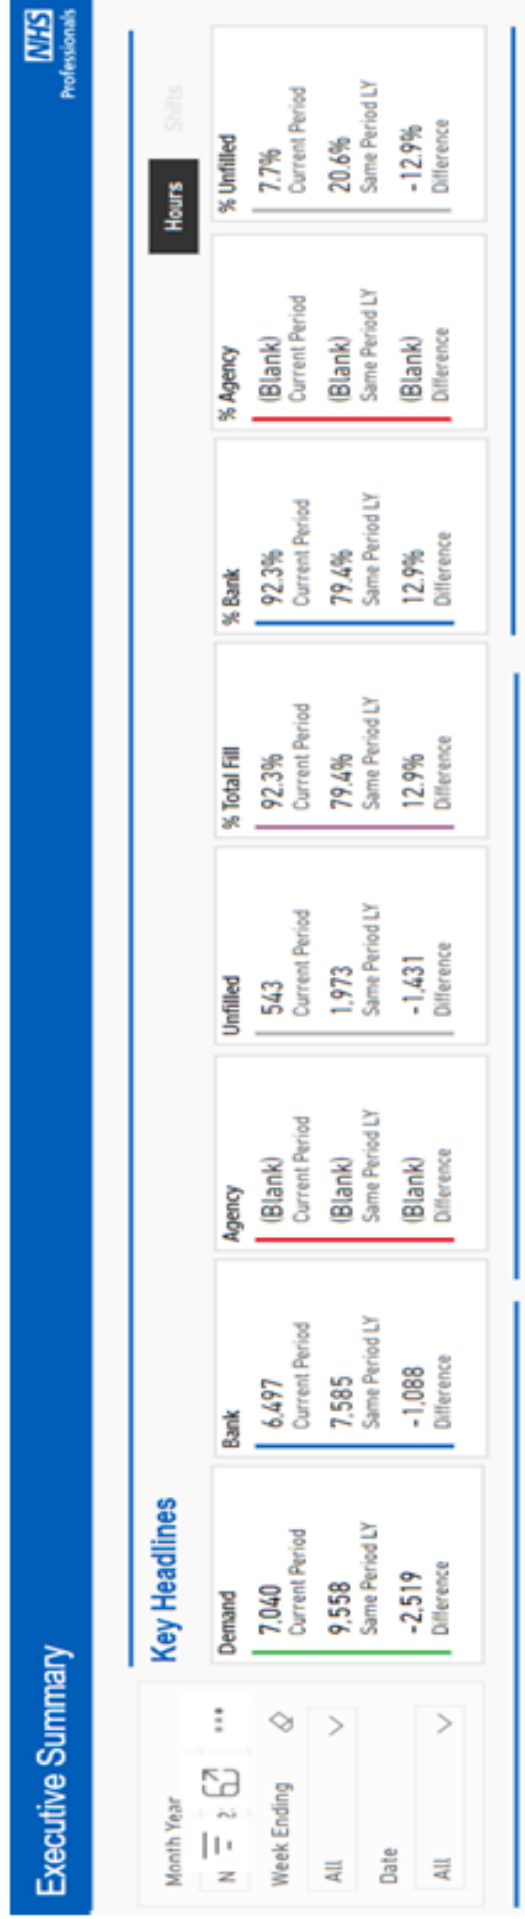 Executive Summary
NHS
Professionals
Month Year
Week Ending
All
Date
All
Key Headlines
Hours
Shifts
Demand
7,040
Current Period
9,558
Same Period LY
-2,519
Difference
Bank
6,497
Current Period
7,585
Same Period LY
-1,088
Difference
Agency
(Blank)
Current Period
(Blank)
Same Period LY
(Blank)
Difference
Unfilled
543
Current Period
1,973
Same Period LY
-1,431
Difference
% Total Fill
92.3%
Current Period
79.4%
Same Period LY
12.9%
Difference
% Bank
92.3%
Current Period
79.4%
Same Period LY
12.9%
Difference
% Agency
(Blank)
Current Period
(Blank)
Same Period LY
(Blank)
Difference
% Unfilled
7.7%
Current Period
20.6%
Same Period LY
-12.9%
Difference